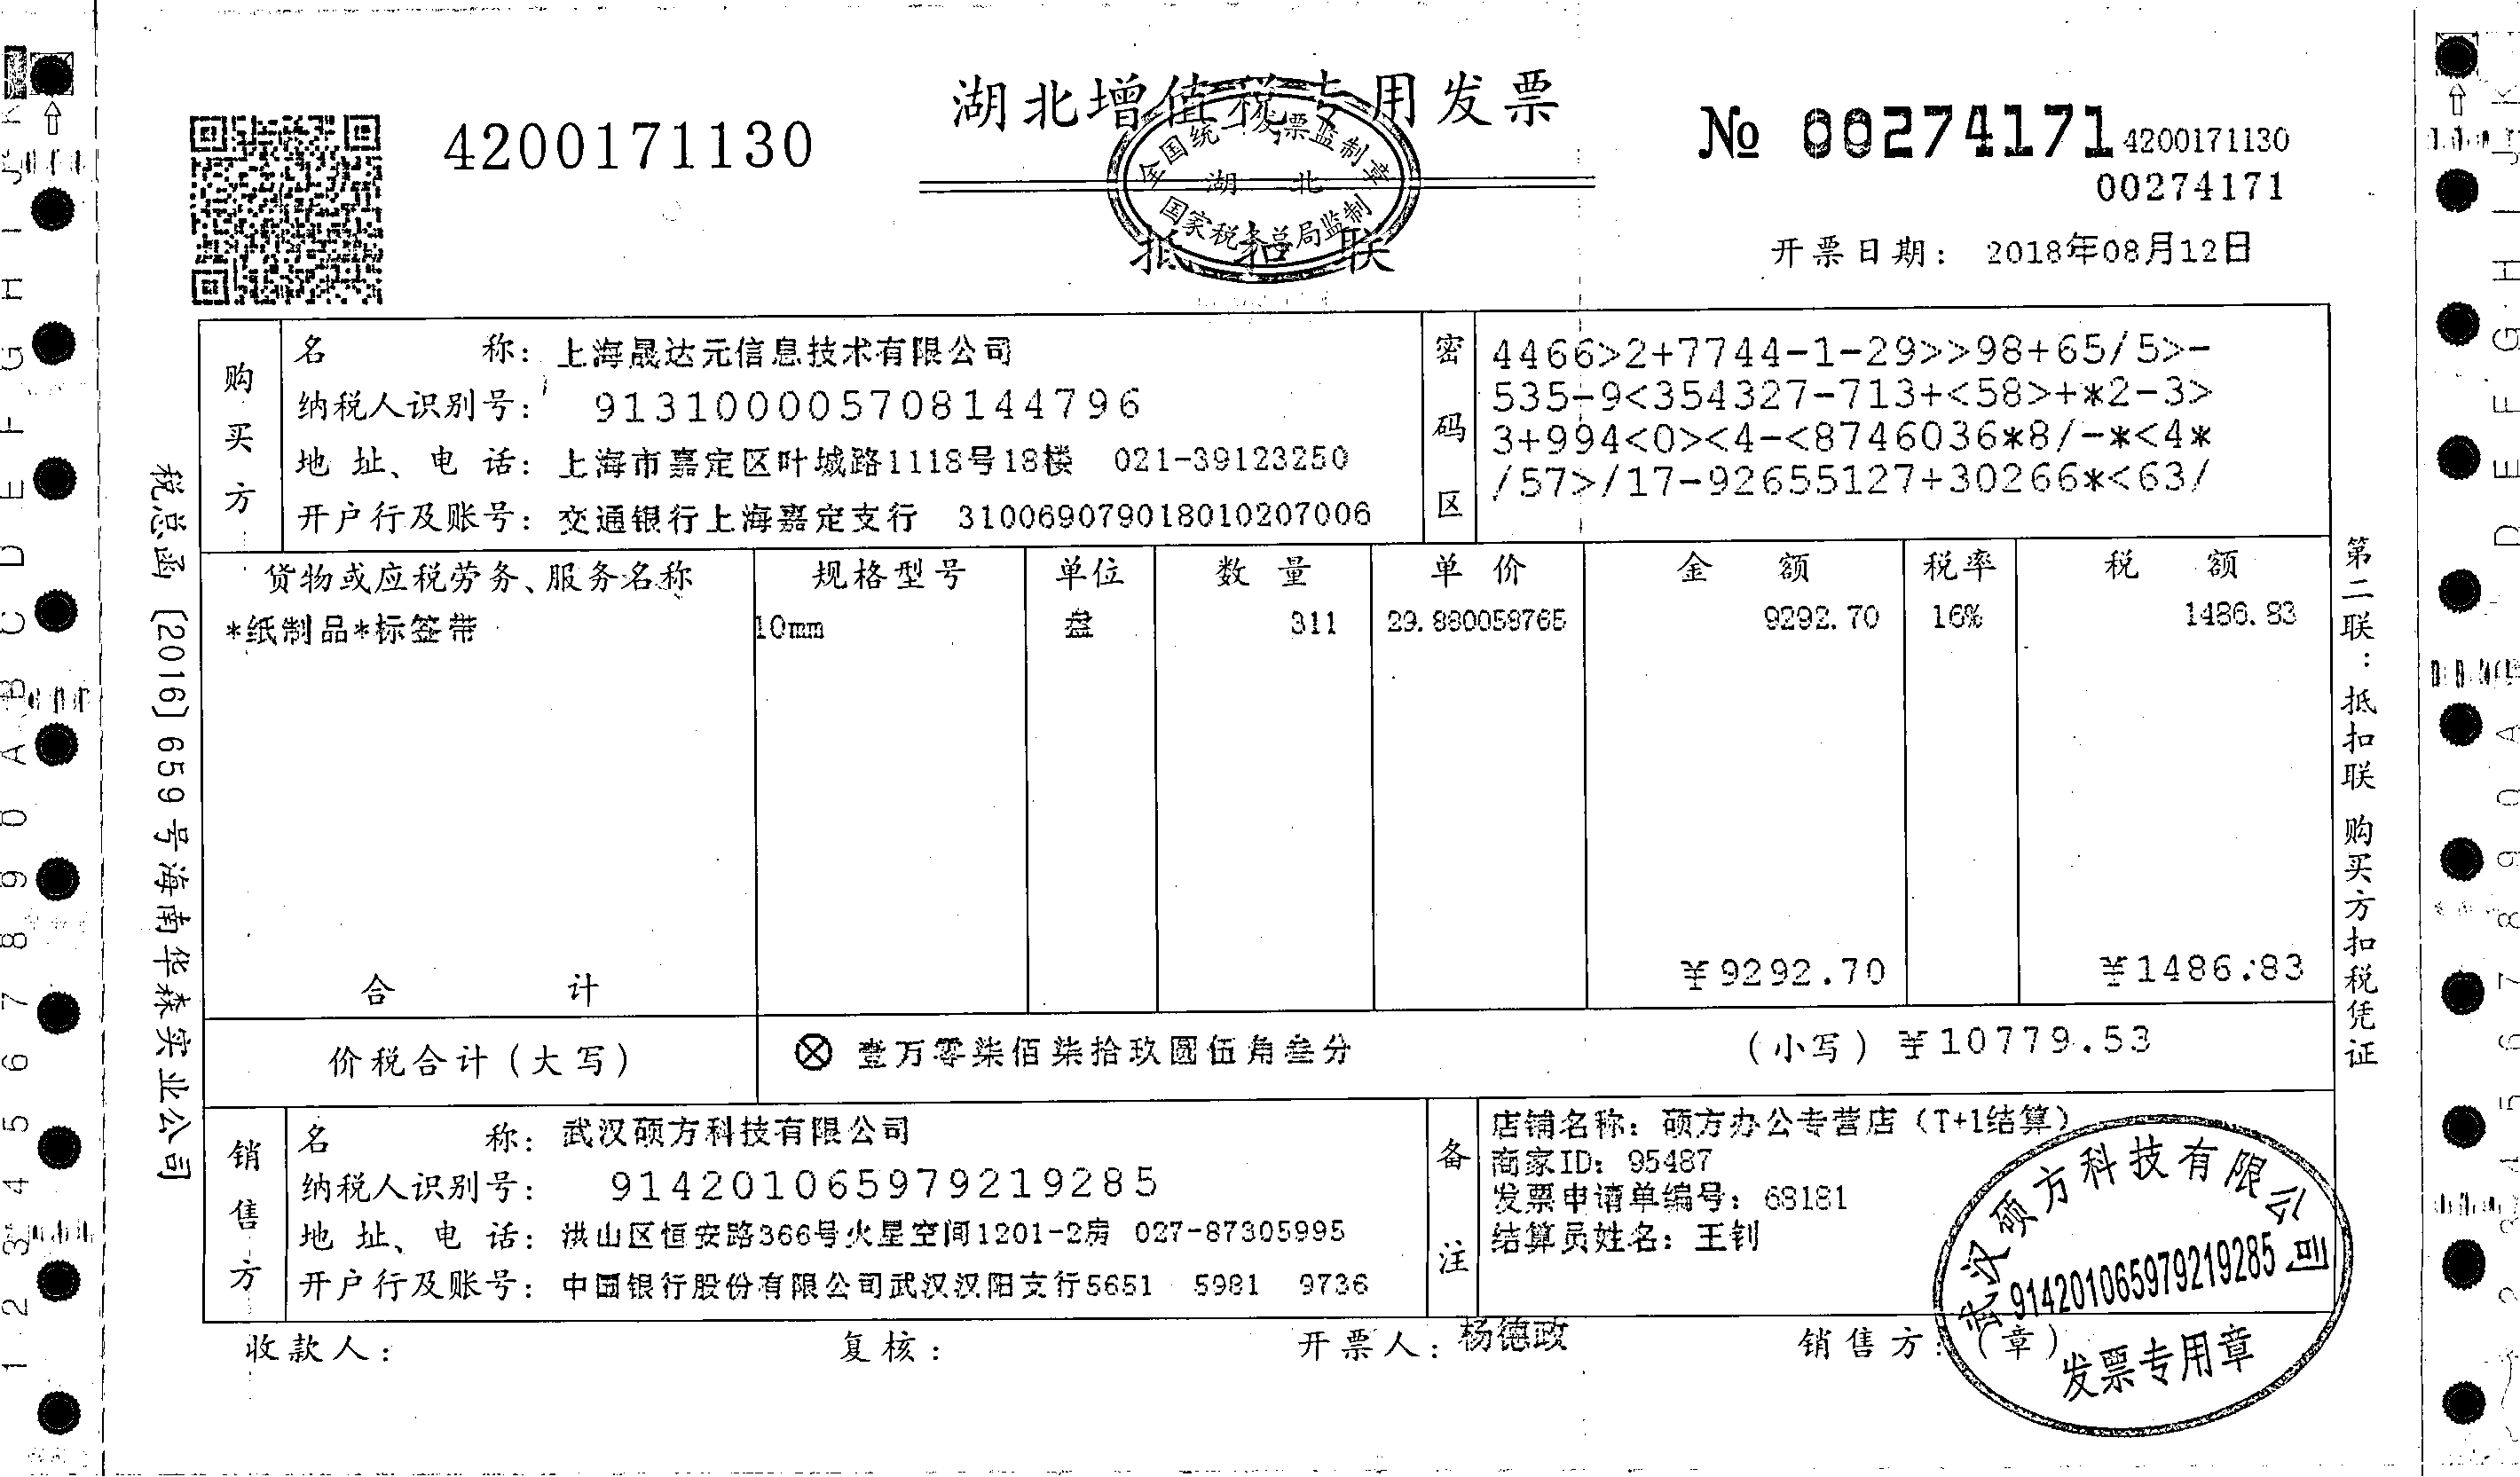 湖北增值税专用发票
4200171130
№ 00274171
4200171130
00274171
全国统一发票监制章
湖 北
国家税务总局监制
抵扣联
开票日期: 2018年08月12日
购买方
名 称: 上海晟达元信息技术有限公司
纳税人识别号: 913100005708144796
地 址、电 话: 上海市嘉定区叶城路1118号18楼 021-39123250
开户行及账号: 交通银行上海嘉定支行 310069079018010207006
密码区
4466>2+7744-1-29>>98+65/5>-
535-9<354327-713+<58>+*2-3>
3+994<0><4-<8746036*8/-*<4*
/57>/17-92655127+30266*<63/
货物或应税劳务、服务名称 规格型号 单位 数 量 单 价 金 额 税率 税 额
*纸制品*标签带 10mm 盘 311 29.880058765 9292.70 16% 1486.83
合 计 ¥9292.70 ¥1486.83
价税合计(大写) ⊗ 壹万零柒佰柒拾玖圆伍角叁分 (小写) ¥10779.53
销售方
名 称: 武汉硕方科技有限公司
纳税人识别号: 914201065979219285
地 址、电 话: 洪山区恒安路366号火星空间1201-2房 027-87305995
开户行及账号: 中国银行股份有限公司武汉汉阳支行5651 5981 9736
备注
店铺名称: 硕方办公专营店(T+1结算)
商家ID: 95487
发票申请单编号: 68181
结算员姓名: 王钊
收款人: 复核: 开票人: 杨德政 销售方:(章)
武汉硕方科技有限公司
914201065979219285
发票专用章
税总函〔2016〕659号海南华森实业公司
第二联:抵扣联 购买方扣税凭证